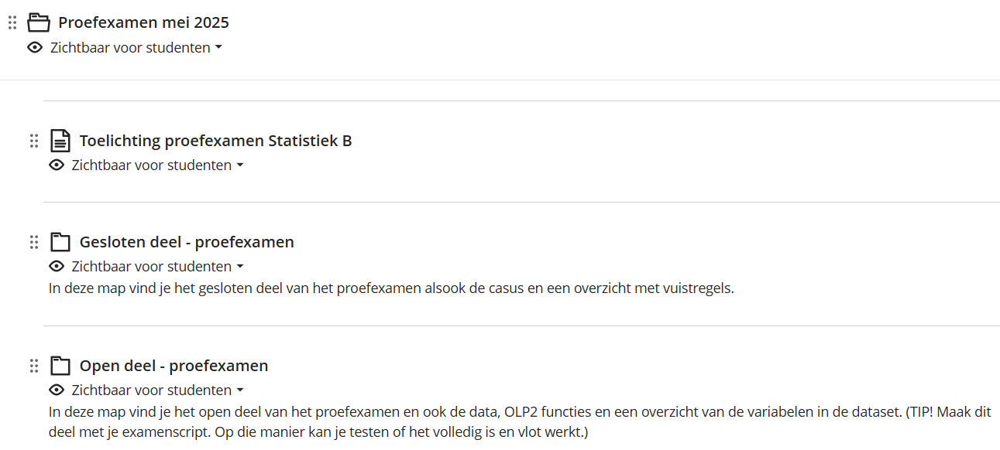 Proefexamen mei 2025
Zichtbaar voor studenten
Toelichting proefexamen Statistiek B
Zichtbaar voor studenten
Gesloten deel - proefexamen
Zichtbaar voor studenten
In deze map vind je het gesloten deel van het proefexamen alsook de casus en een overzicht met vuistregels.
Open deel - proefexamen
Zichtbaar voor studenten
In deze map vind je het open deel van het proefexamen en ook de data, OLP2 functies en een overzicht van de variabelen in de dataset. (TIP! Maak dit
deel met je examenscript. Op die manier kan je testen of het volledig is en vlot werkt.)